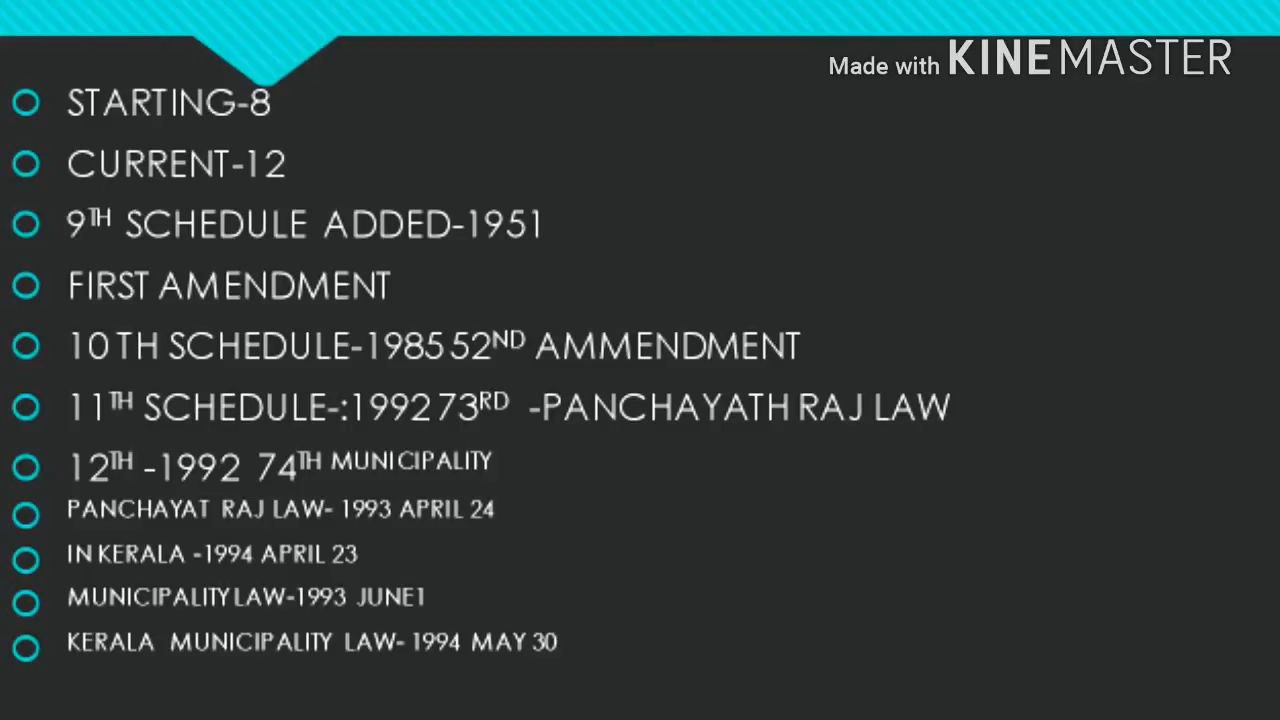 Made with KINEMASTER
STARTING-8
CURRENT-12
9TH SCHEDULE ADDED-1951
FIRST AMENDMENT
10 TH SCHEDULE-1985 52ND AMMENDMENT
11TH SCHEDULE-:1992 73RD -PANCHAYATH RAJ LAW
12TH -1992 74TH MUNICIPALITY
PANCHAYAT RAJ LAW- 1993 APRIL 24
IN KERALA -1994 APRIL 23
MUNICIPALITY LAW-1993 JUNE1
KERALA MUNICIPALITY LAW- 1994 MAY 30